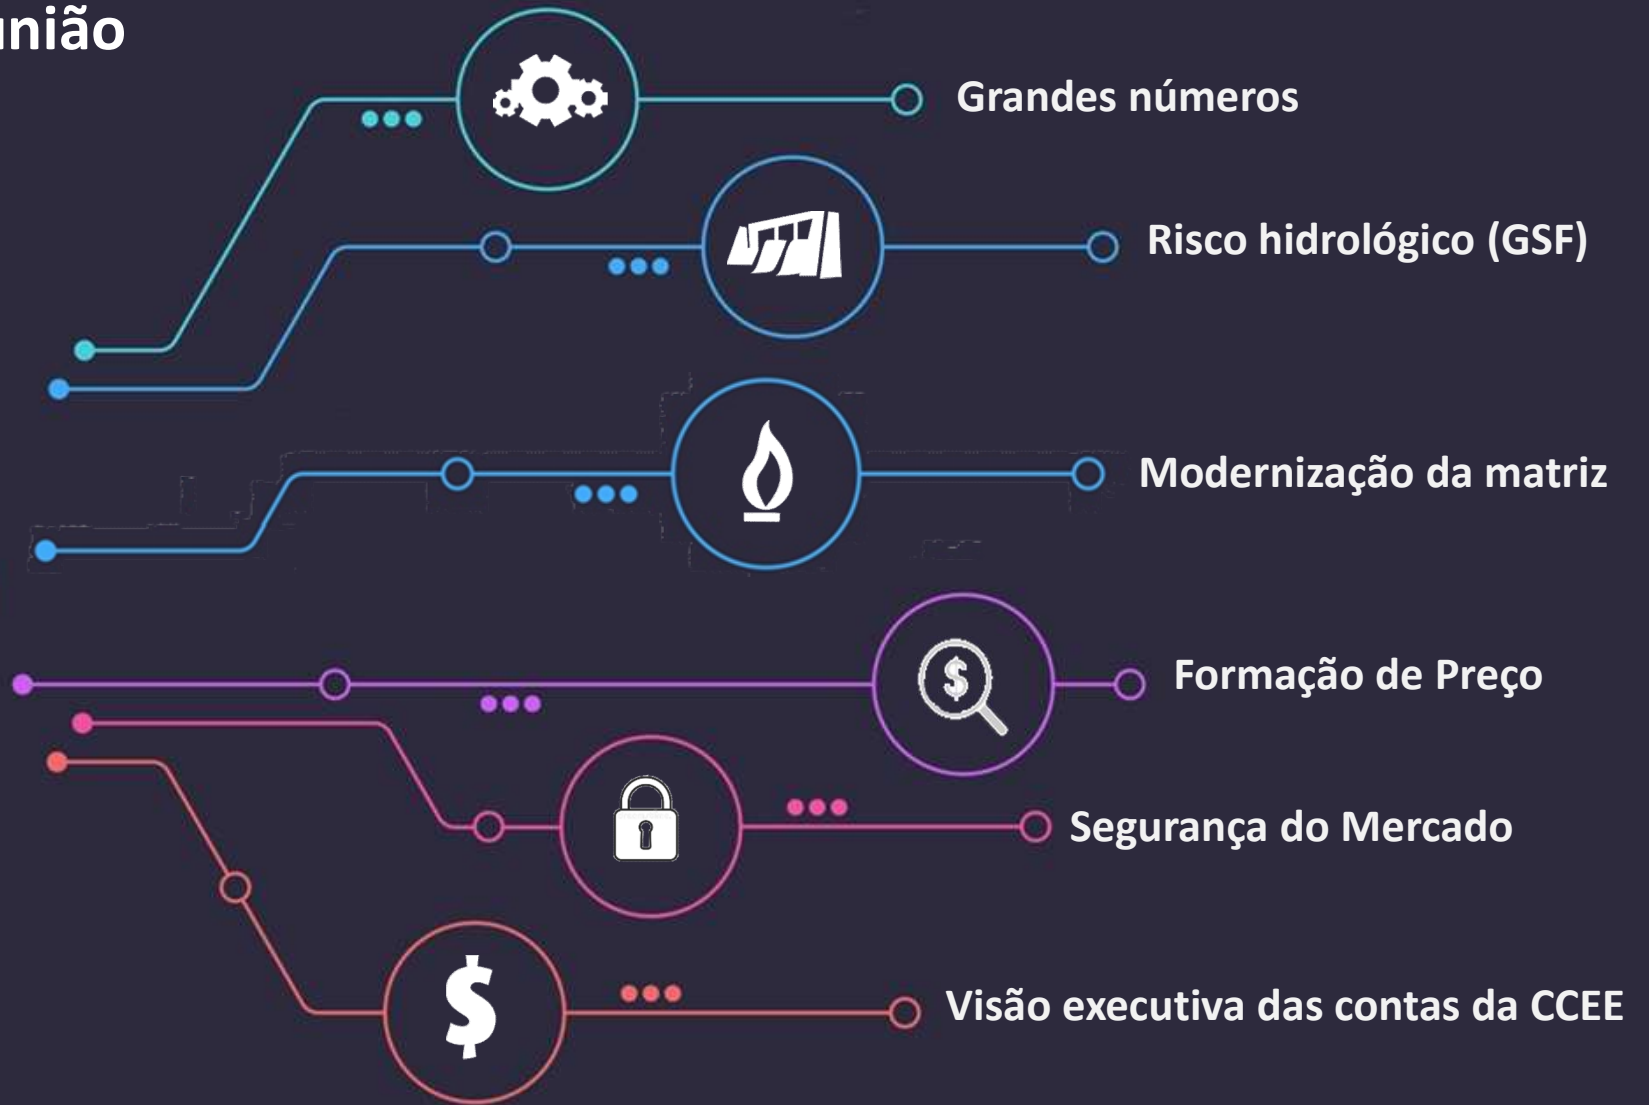 união
Grandes números
Risco hidrológico (GSF)
Modernização da matriz
Formação de Preço
Segurança do Mercado
Visão executiva das contas da CCEE